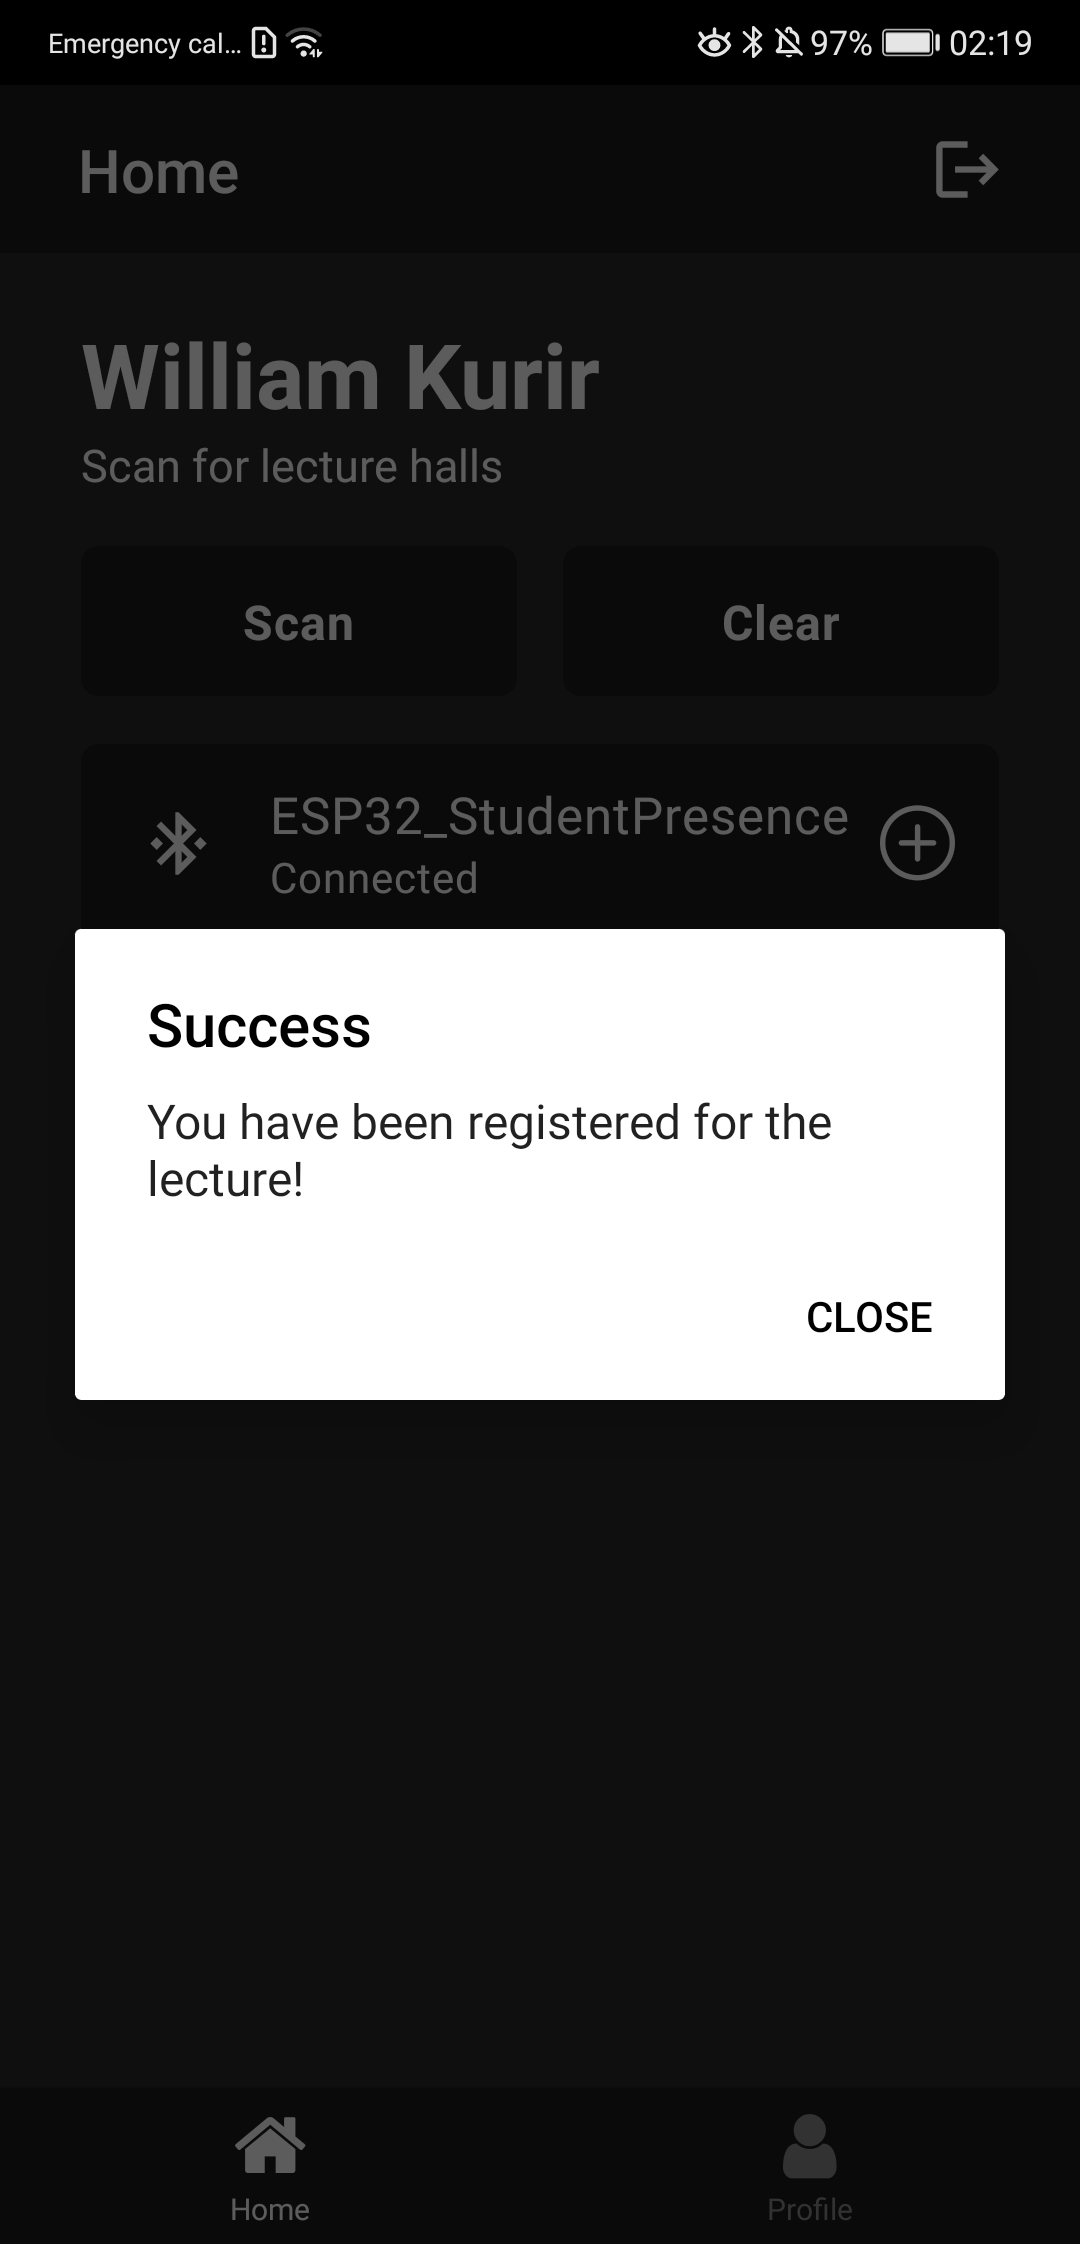 Emergency cal...
97%
02:19
Home
William Kurir
Scan for lecture halls
Scan
Clear
ESP32_StudentPresence
Connected
Success
You have been registered for the
lecture!
CLOSE
Home
Profile